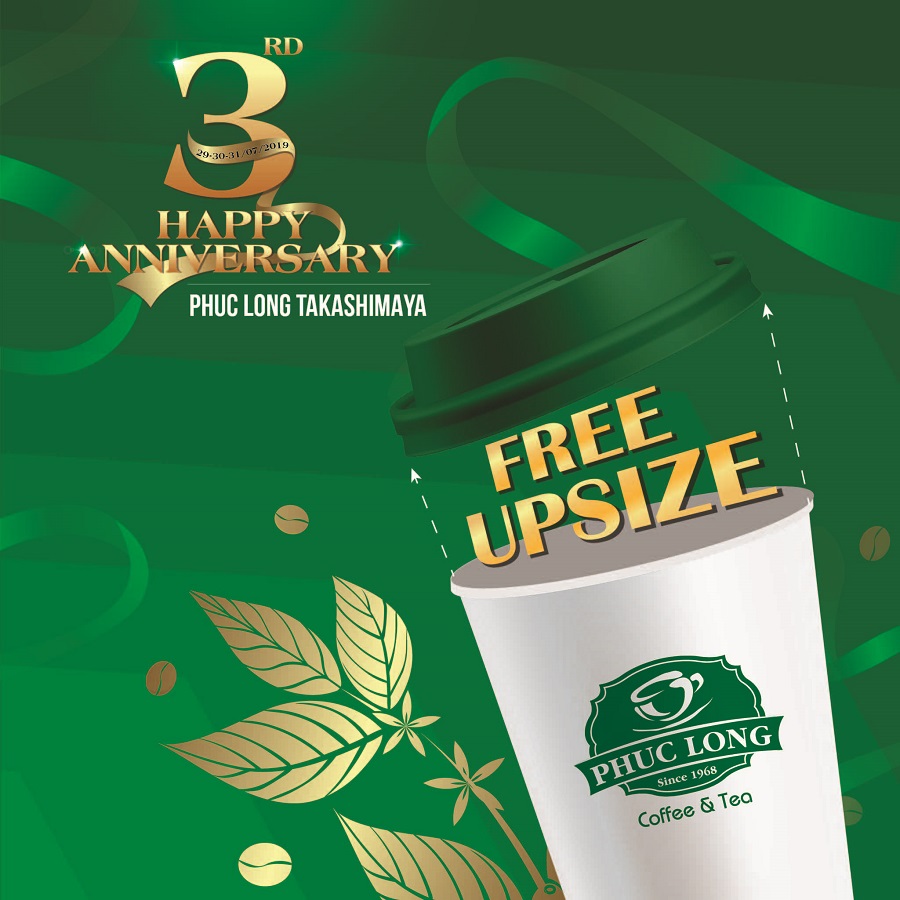 3RD
29-30-31/07/2019
HAPPY
ANNIVERSARY
PHUC LONG TAKASHIMAYA
FREE
UPSIZE
PHUC LONG
Since 1968
Coffee & Tea